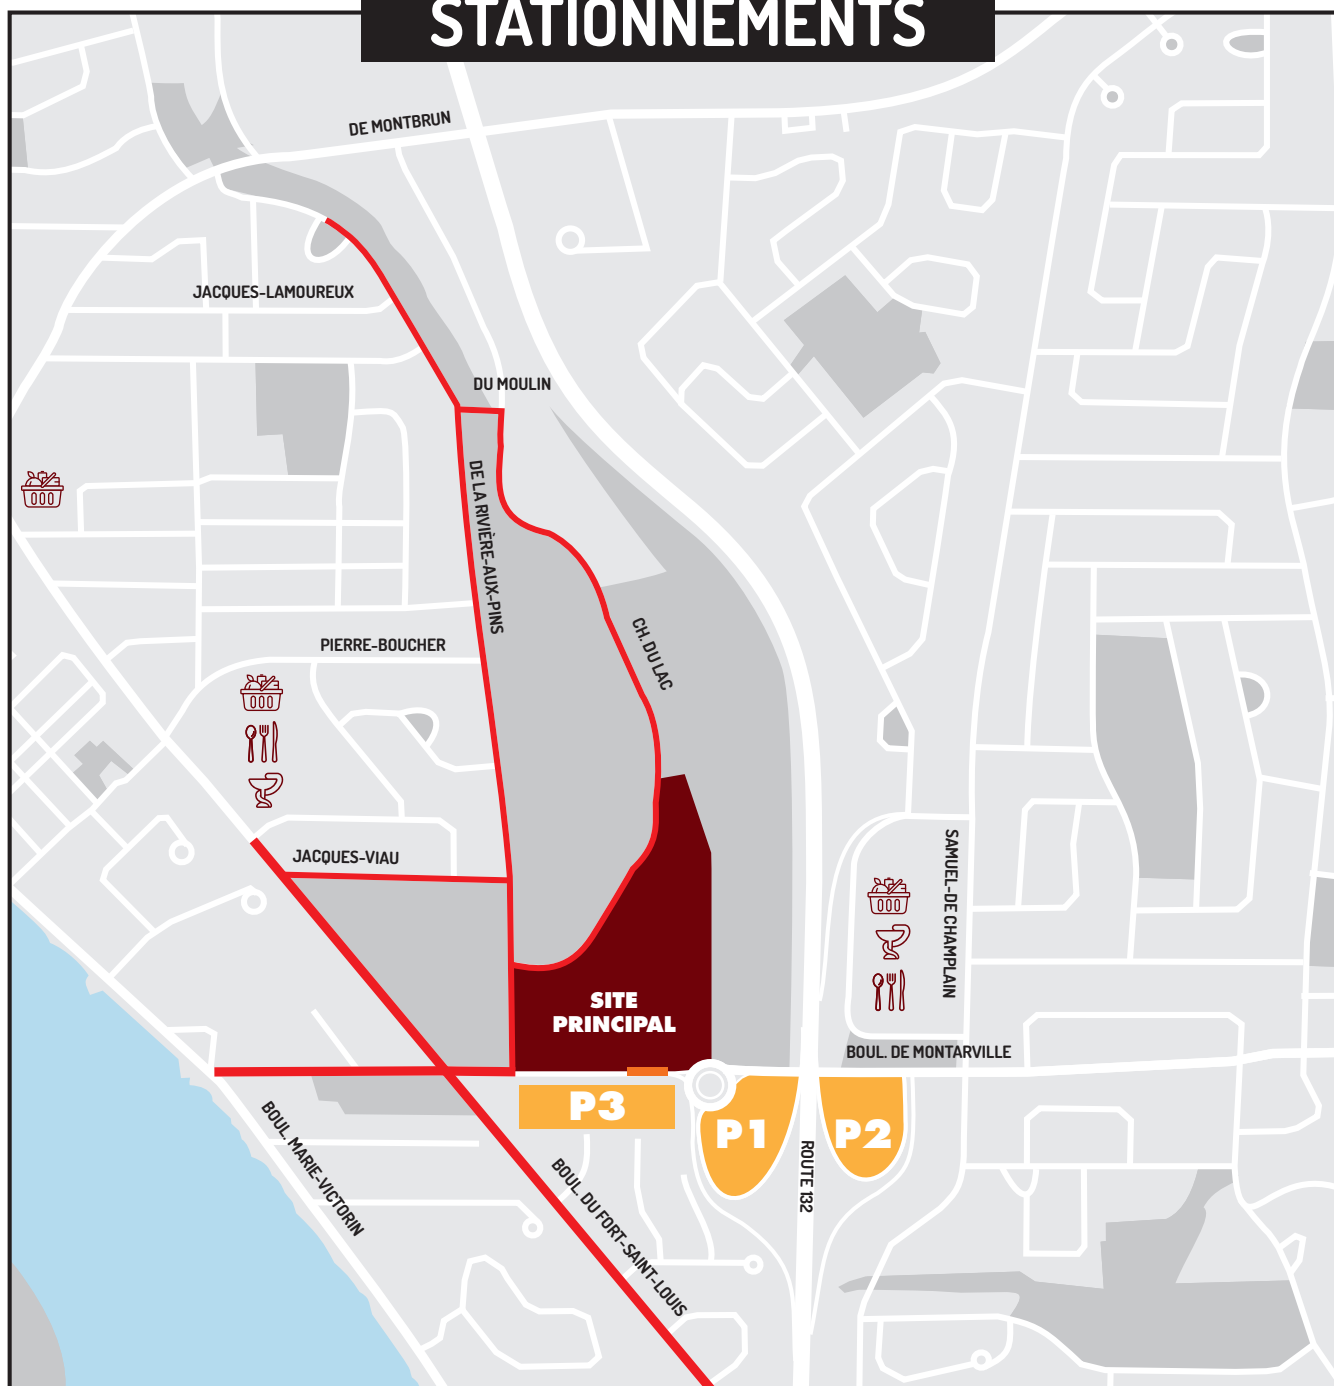 STATIONNEMENTS
DE MONTBRUN
JACQUES-LAMOUREUX
DU MOULIN
DE LA RIVIÈRE-AUX-PINS
CH. DU LAC
PIERRE-BOUCHER
JACQUES-VIAU
SAMUEL-DE CHAMPLAIN
SITE
PRINCIPAL
BOUL. DE MONTARVILLE
P3
P1
P2
BOUL. MARIE-VICTORIN
BOUL. DU FORT-SAINT-LOUIS
ROUTE 132